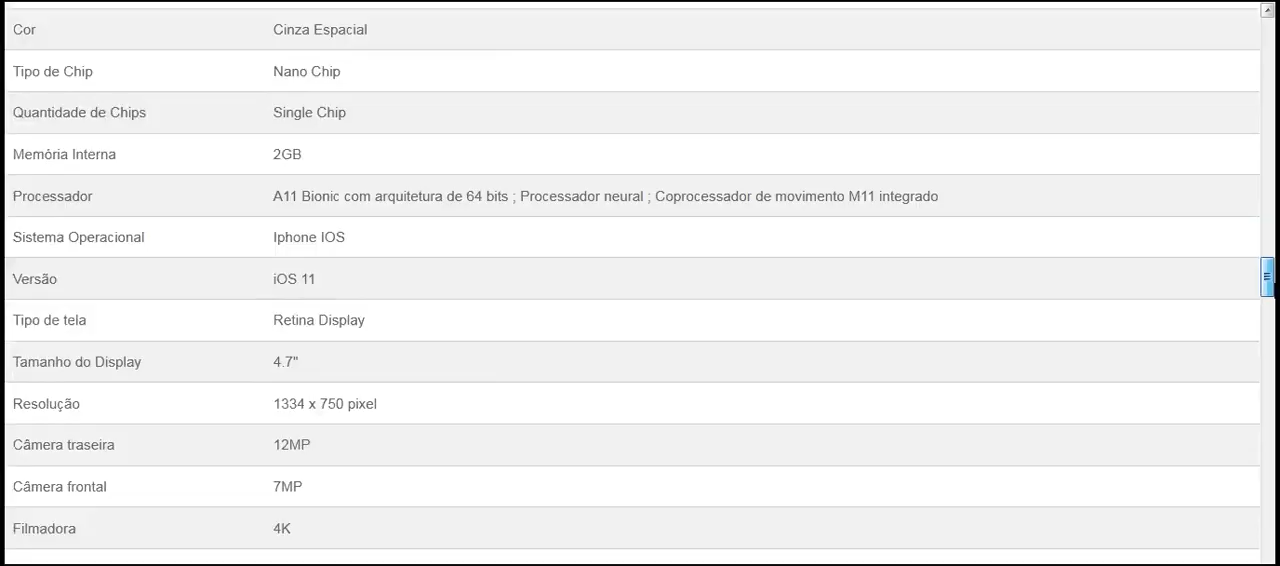 Cor Cinza Espacial
Tipo de Chip Nano Chip
Quantidade de Chips Single Chip
Memória Interna 2GB
Processador A11 Bionic com arquitetura de 64 bits ; Processador neural ; Coprocessador de movimento M11 integrado
Sistema Operacional Iphone IOS
Versão iOS 11
Tipo de tela Retina Display
Tamanho do Display 4.7"
Resolução 1334 x 750 pixel
Câmera traseira 12MP
Câmera frontal 7MP
Filmadora 4K